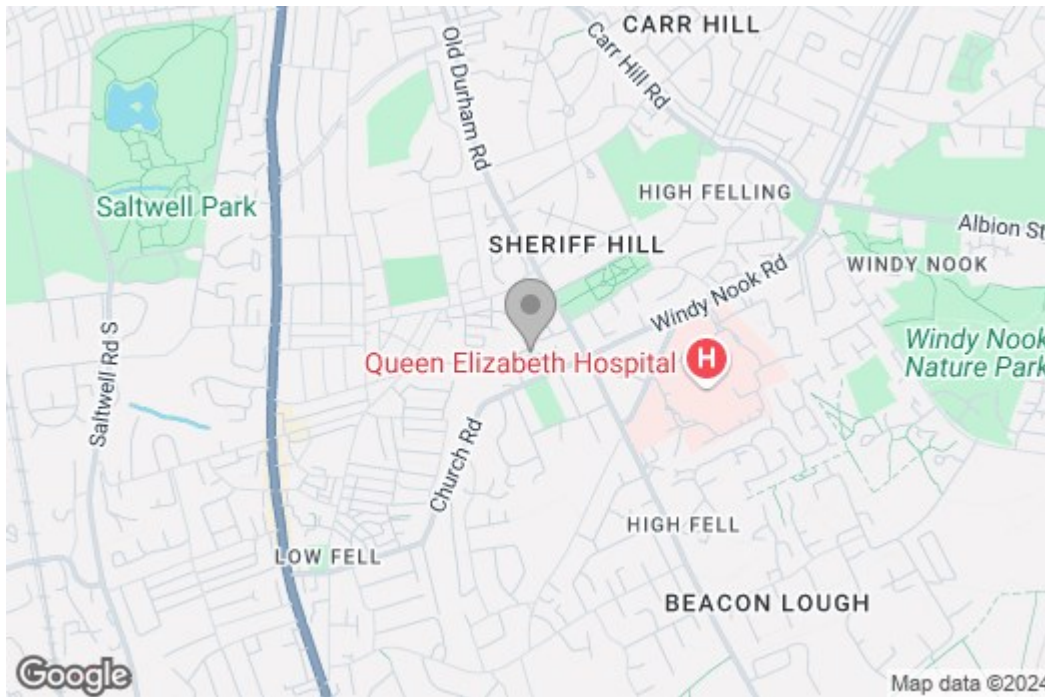 CARR HILL
Old Durham Rd
Carr Hill Rd
HIGH FELLING
Saltwell Park
Albion St
SHERIFF HILL
WINDY NOOK
Windy Nook Rd
Windy Nook
Nature Park
Queen Elizabeth Hospital
H
Saltwell Rd S
Church Rd
HIGH FELL
LOW FELL
BEACON LOUGH
Google
Map data ©2024